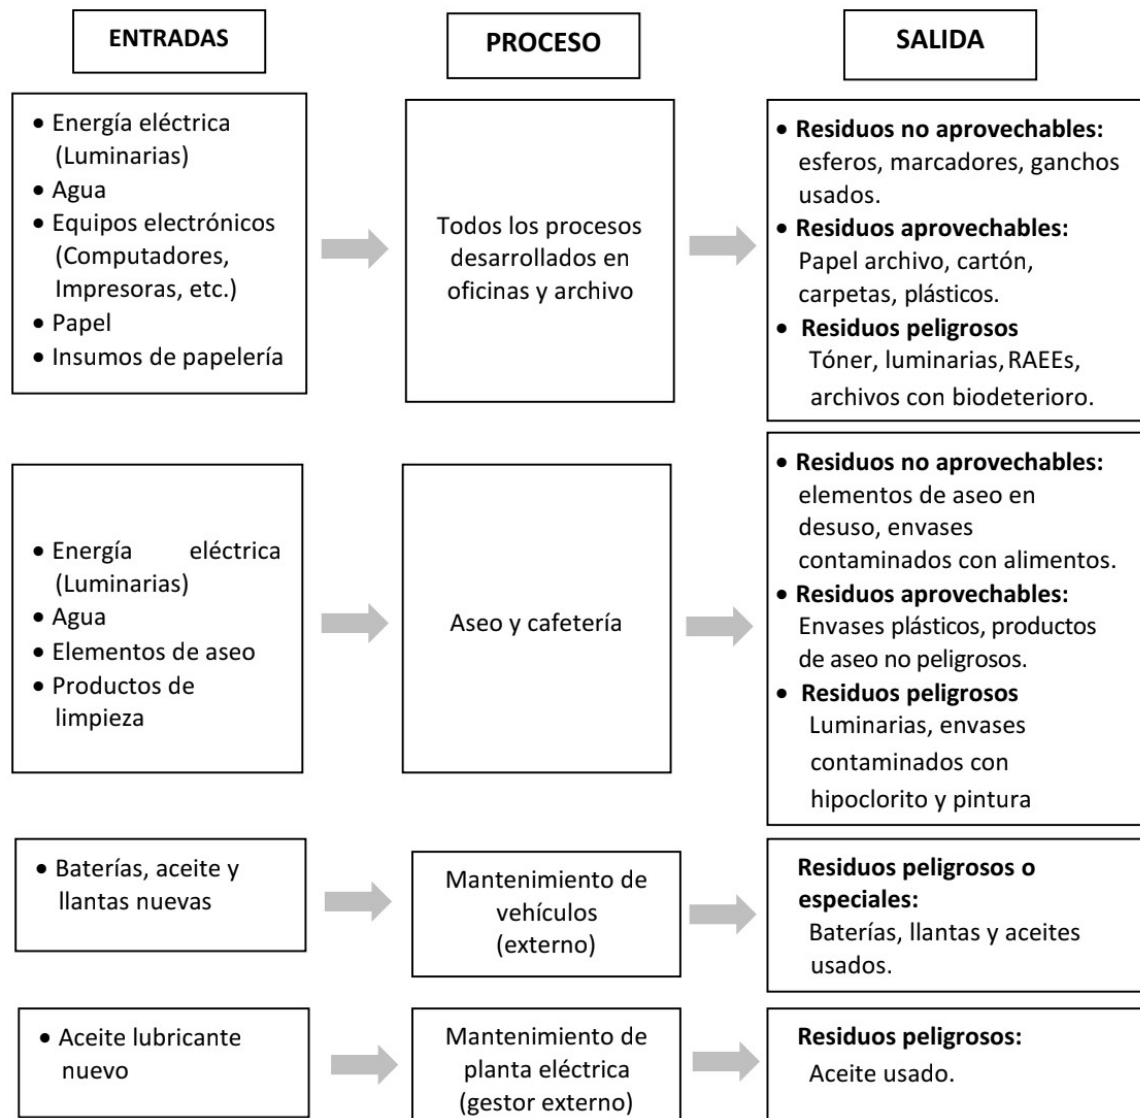 ENTRADAS
PROCESO
SALIDA
• Energía eléctrica
(Luminarias)
• Agua
• Equipos electrónicos
(Computadores,
Impresoras, etc.)
• Papel
• Insumos de papelería
Todos los procesos
desarrollados en
oficinas y archivo
• Residuos no aprovechables:
esferos, marcadores, ganchos
usados.
• Residuos aprovechables:
Papel archivo, cartón,
carpetas, plásticos.
• Residuos peligrosos
Tóner, luminarias, RAEEs,
archivos con biodeterioro.
• Energía eléctrica
(Luminarias)
• Agua
• Elementos de aseo
• Productos de
limpieza
Aseo y cafetería
• Residuos no aprovechables:
elementos de aseo en
desuso, envases
contaminados con alimentos.
• Residuos aprovechables:
Envases plásticos, productos
de aseo no peligrosos.
• Residuos peligrosos
Luminarias, envases
contaminados con
hipoclorito y pintura
• Baterías, aceite y
llantas nuevas
Mantenimiento de
vehículos
(externo)
Residuos peligrosos o
especiales:
Baterías, llantas y aceites
usados.
• Aceite lubricante
nuevo
Mantenimiento de
planta eléctrica
(gestor externo)
Residuos peligrosos:
Aceite usado.